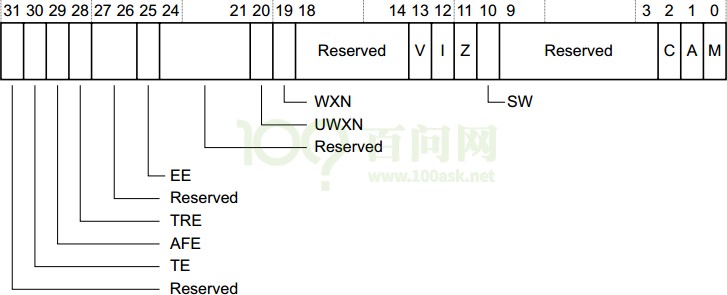 31 30 29 28 27 26 25 24 21 20 19 18 14 13 12 11 10 9 3 2 1 0
Reserved V I Z Reserved C A M
WXN SW
UWXN
Reserved
100 百问网
www.100ask.net
EE
Reserved
TRE
AFE
TE
Reserved